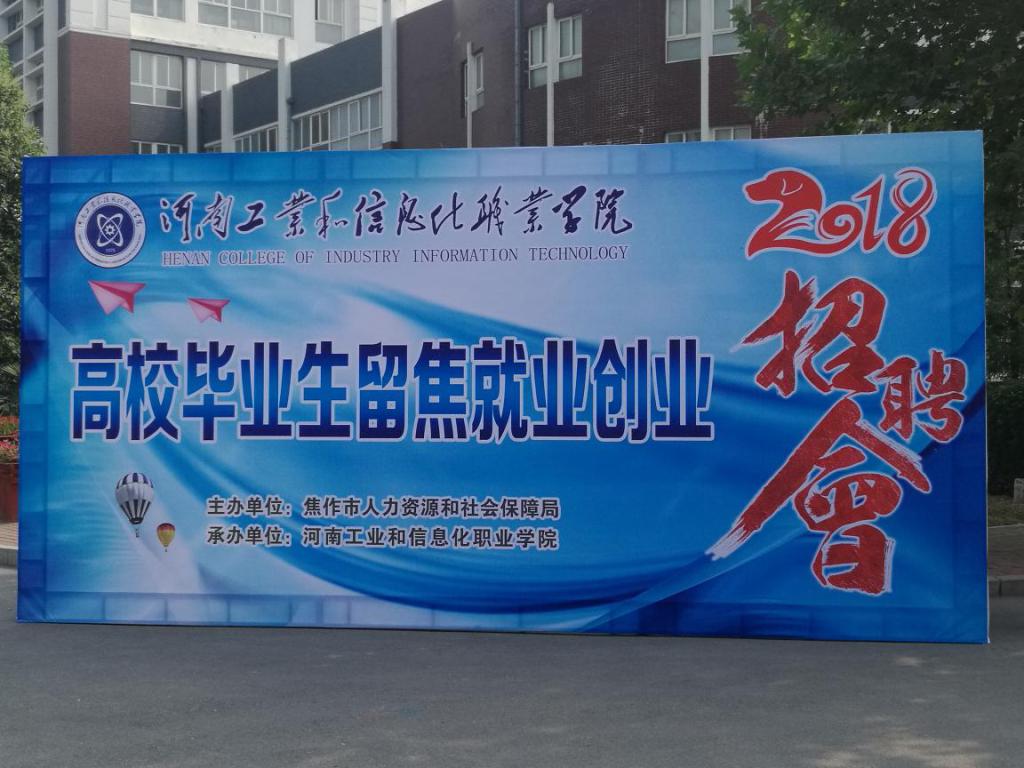 河南工業和信息化職業学院
HENAN COLLEGE OF INDUSTRY INFORMATION TECHNOLOGY
2018
招聘會
高校毕业生留焦就业创业
主办单位：焦作市人力资源和社会保障局
承办单位：河南工业和信息化职业学院